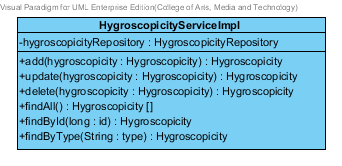 Visual Paradigm for UML Enterprise Edition(College of Arts, Media and Technology)
HygroscopicityServiceImpl
-hygroscopicityRepository : HygroscopicityRepository
+add(hygroscopicity : Hygroscopicity) : Hygroscopicity
+update(hygroscopicity : Hygroscopicity) : Hygroscopicity
+delete(hygroscopicity : Hygroscopicity) : Hygroscopicity
+findAll() : Hygroscopicity []
+findById(long : id) : Hygroscopicity
+findByType(String : type) : Hygroscopicity